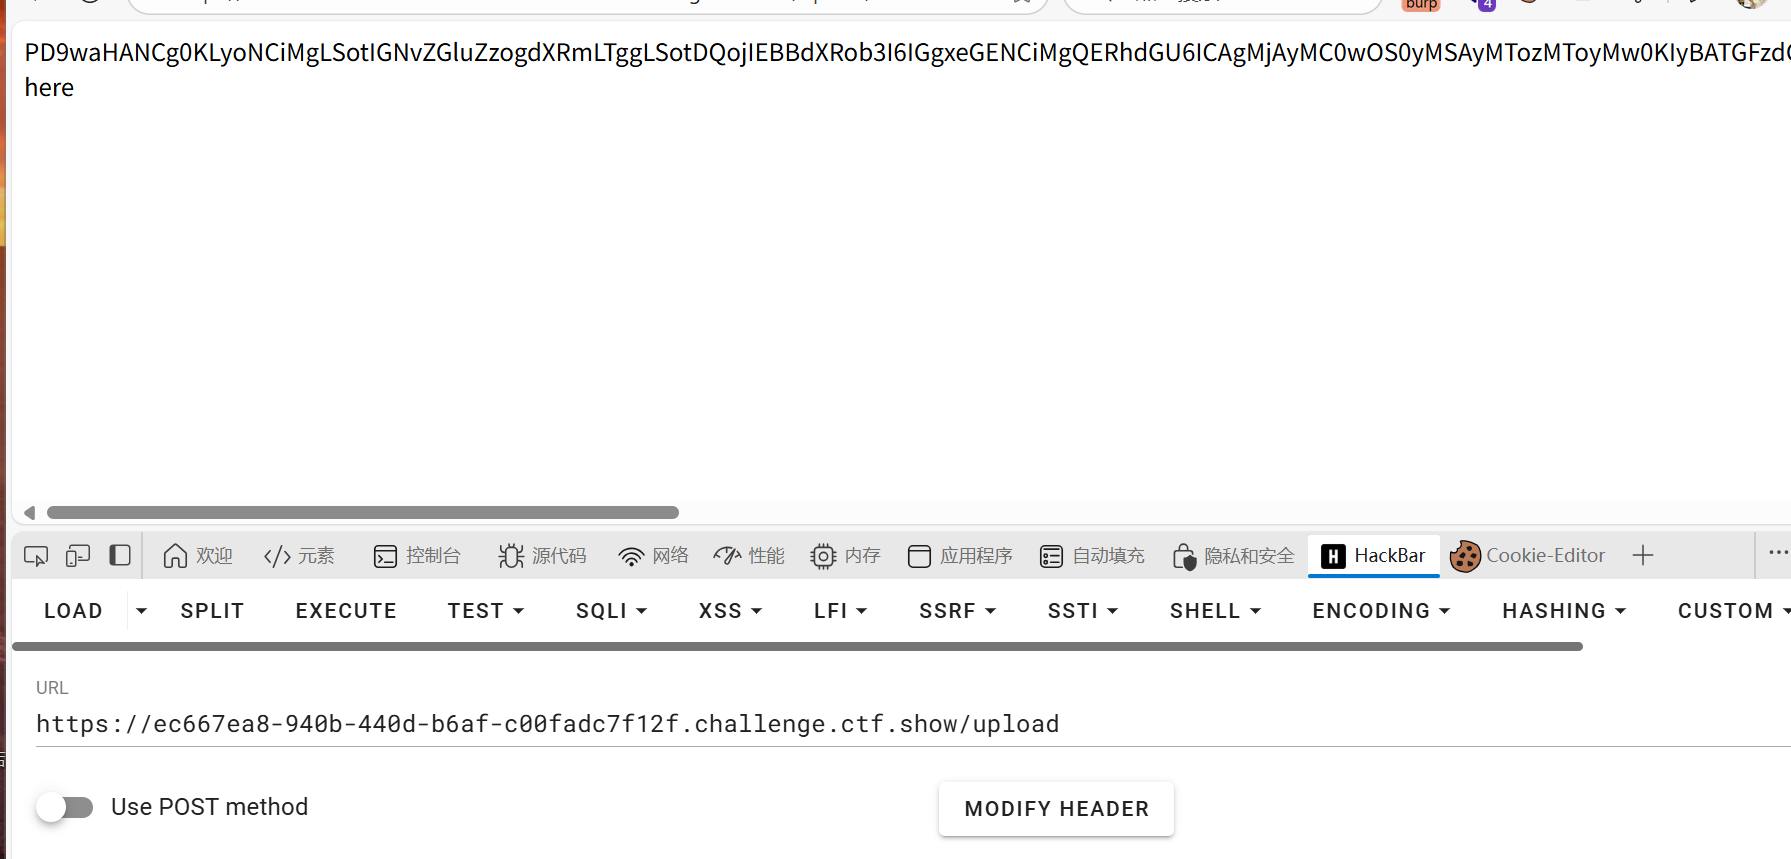 burp
4
PD9waHANCg0KLyoNCiMgLSotIGNvZGluZzogdXRmLTggLSotDQojIEBBdXRob3I6IGgxeGENCiMgQERhdGU6ICAgMjAyMC0wOS0yMSAyMTozMToyMw0KIyBATGFzd
here
欢迎 </> 元素 控制台 源代码 网络 性能 内存 应用程序 自动填充 隐私和安全 H HackBar Cookie-Editor + ...
LOAD SPLIT EXECUTE TEST SQLI XSS LFI SSRF SSTI SHELL ENCODING HASHING CUSTOM
URL
https://ec667ea8-940b-440d-b6af-c00fadc7f12f.challenge.ctf.show/upload
Use POST method MODIFY HEADER